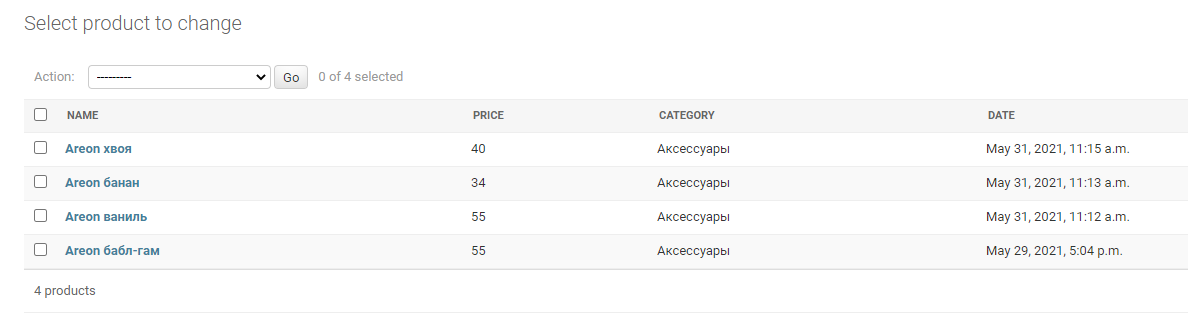 Select product to change
Action: --------- Go 0 of 4 selected
NAME PRICE CATEGORY DATE
Areon хвоя 40 Аксессуары May 31, 2021, 11:15 a.m.
Areon банан 34 Аксессуары May 31, 2021, 11:13 a.m.
Areon ваниль 55 Аксессуары May 31, 2021, 11:12 a.m.
Areon бабл-гам 55 Аксессуары May 29, 2021, 5:04 p.m.
4 products